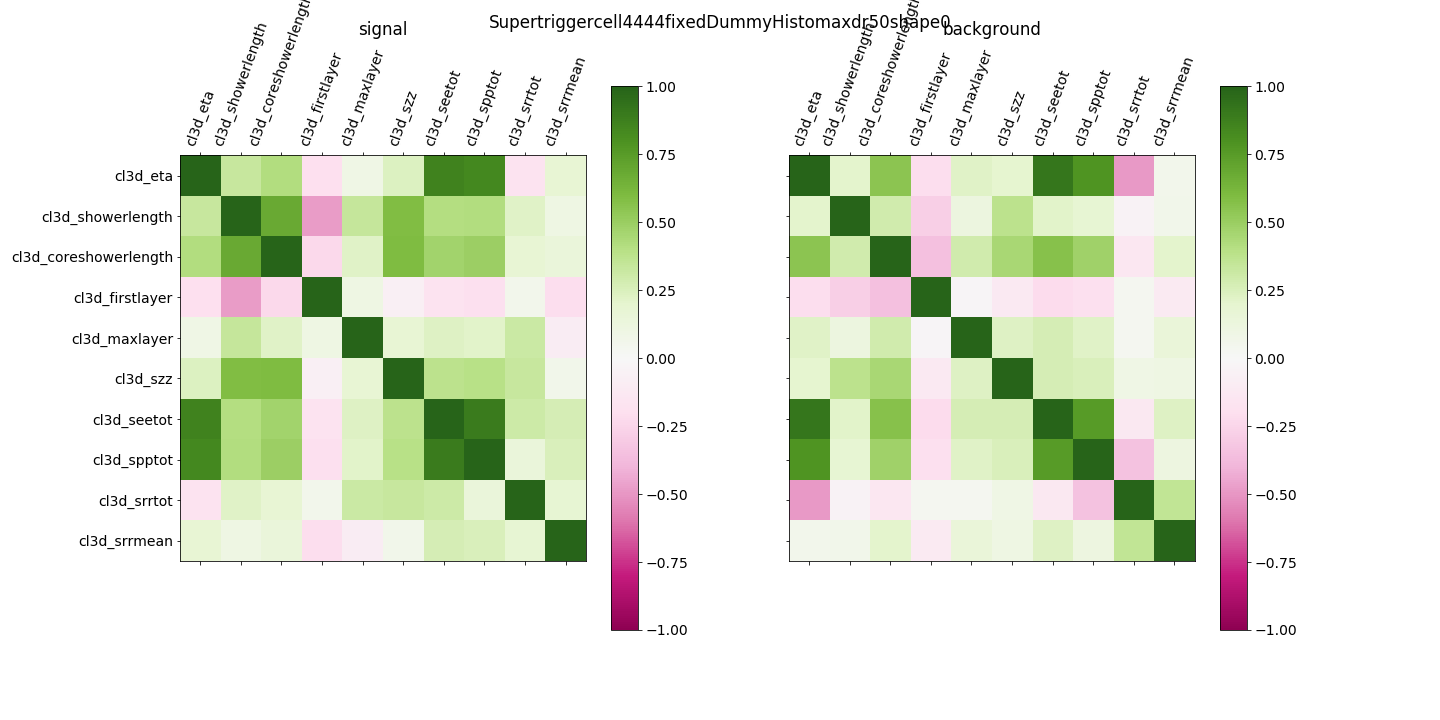 Supertriggercell4444fixedDummyHistomaxdr50shape0
signal
cl3d_eta
cl3d_showerlength
cl3d_coreshowerlength
cl3d_firstlayer
cl3d_maxlayer
cl3d_szz
cl3d_seetot
cl3d_spptot
cl3d_srrtot
cl3d_srrmean
cl3d_eta
cl3d_showerlength
cl3d_coreshowerlength
cl3d_firstlayer
cl3d_maxlayer
cl3d_szz
cl3d_seetot
cl3d_spptot
cl3d_srrtot
cl3d_srrmean
1.00
0.75
0.50
0.25
0.00
−0.25
−0.50
−0.75
−1.00
background
cl3d_eta
cl3d_showerlength
cl3d_coreshowerlength
cl3d_firstlayer
cl3d_maxlayer
cl3d_szz
cl3d_seetot
cl3d_spptot
cl3d_srrtot
cl3d_srrmean
1.00
0.75
0.50
0.25
0.00
−0.25
−0.50
−0.75
−1.00